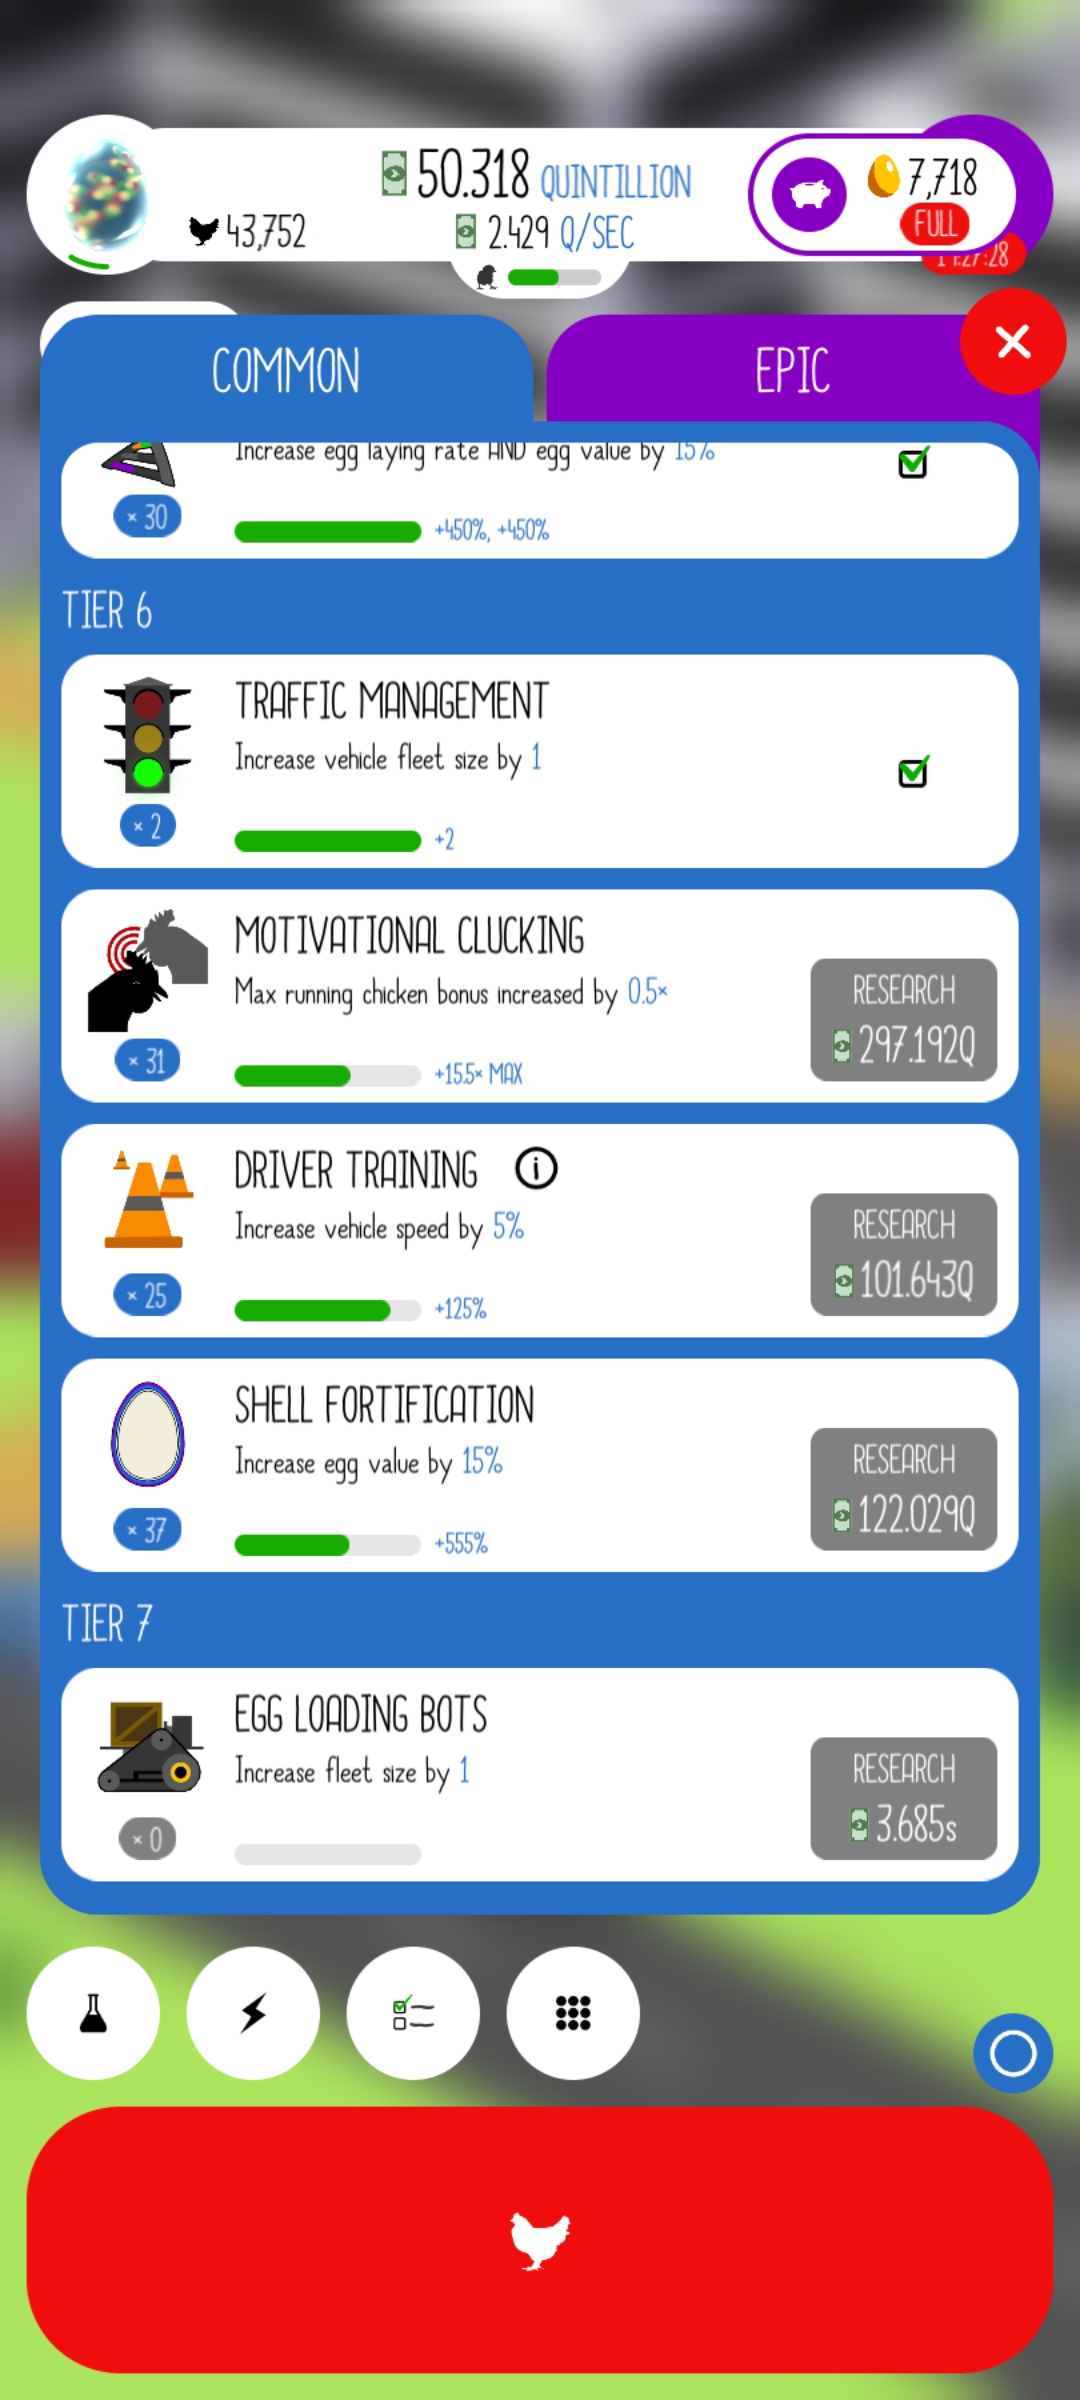 50.318 QUINTILLION
43,752
2.429 Q/SEC
7,718
FULL
COMMON
EPIC
Increase egg laying rate AND egg value by 15%
× 30
+450%, +450%
TIER 6
TRAFFIC MANAGEMENT
Increase vehicle fleet size by 1
× 2
+2
MOTIVATIONAL CLUCKING
Max running chicken bonus increased by 0.5×
RESEARCH
297.192Q
× 31
+15.5× MAX
DRIVER TRAINING
i
Increase vehicle speed by 5%
RESEARCH
101.643Q
× 25
+125%
SHELL FORTIFICATION
Increase egg value by 15%
RESEARCH
122.029Q
× 37
+555%
TIER 7
EGG LOADING BOTS
Increase fleet size by 1
RESEARCH
3.685s
× 0